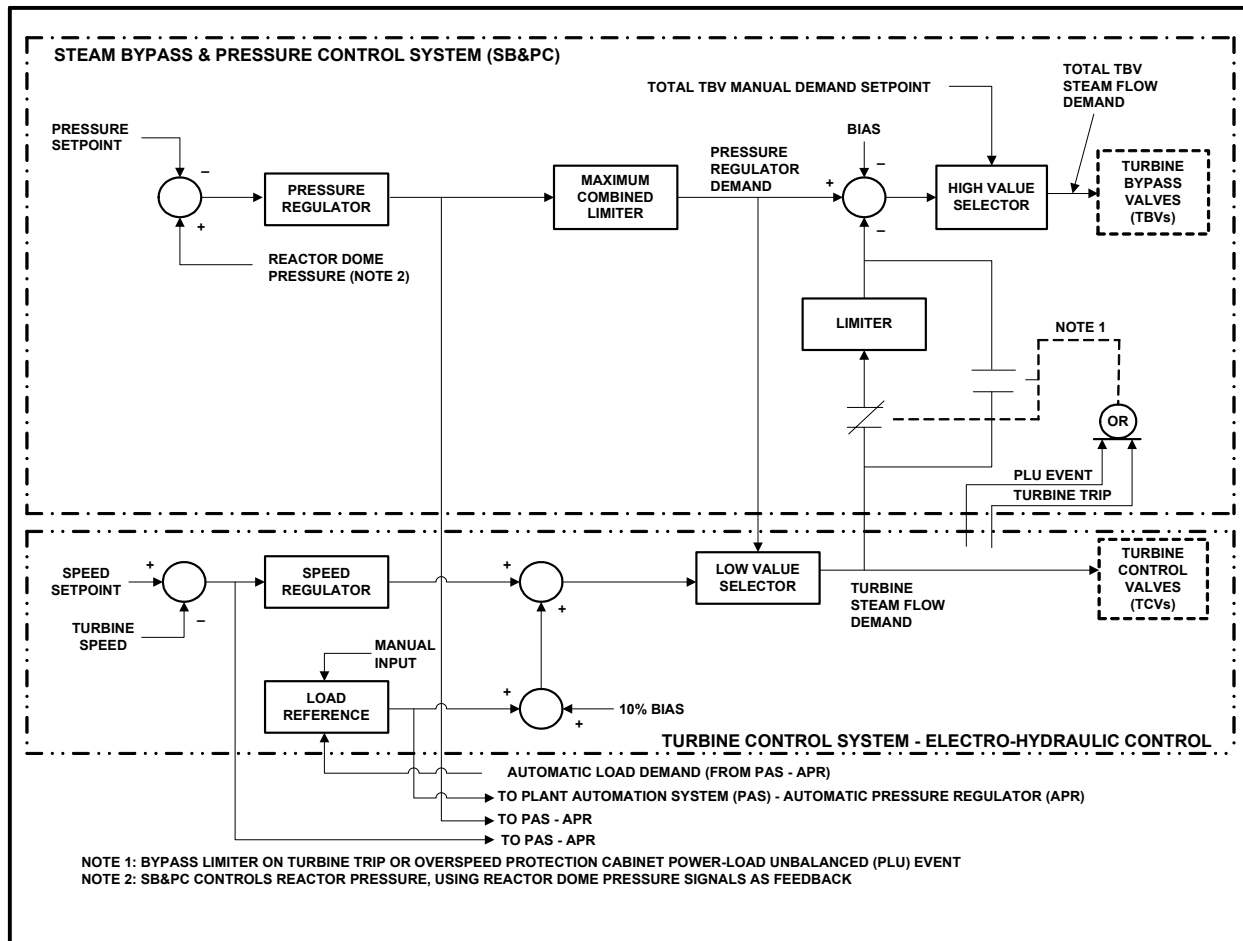 STEAM BYPASS & PRESSURE CONTROL SYSTEM (SB&PC)
TOTAL TBV
STEAM FLOW
DEMAND
TOTAL TBV MANUAL DEMAND SETPOINT
PRESSURE
SETPOINT
BIAS
–
–
PRESSURE
REGULATOR
MAXIMUM
COMBINED
LIMITER
PRESSURE
REGULATOR
DEMAND
+
HIGH VALUE
SELECTOR
TURBINE
BYPASS
VALVES
(TBVs)
+
–
REACTOR DOME
PRESSURE (NOTE 2)
LIMITER
NOTE 1
OR
PLU EVENT
TURBINE TRIP
SPEED
SETPOINT
+
SPEED
REGULATOR
+
+
LOW VALUE
SELECTOR
TURBINE
CONTROL
VALVES
(TCVs)
TURBINE
SPEED
–
TURBINE
STEAM FLOW
DEMAND
MANUAL
INPUT
LOAD
REFERENCE
+
+
10% BIAS
TURBINE CONTROL SYSTEM - ELECTRO-HYDRAULIC CONTROL
AUTOMATIC LOAD DEMAND (FROM PAS - APR)
TO PLANT AUTOMATION SYSTEM (PAS) - AUTOMATIC PRESSURE REGULATOR (APR)
TO PAS - APR
TO PAS - APR
NOTE 1: BYPASS LIMITER ON TURBINE TRIP OR OVERSPEED PROTECTION CABINET POWER-LOAD UNBALANCED (PLU) EVENT
NOTE 2: SB&PC CONTROLS REACTOR PRESSURE, USING REACTOR DOME PRESSURE SIGNALS AS FEEDBACK